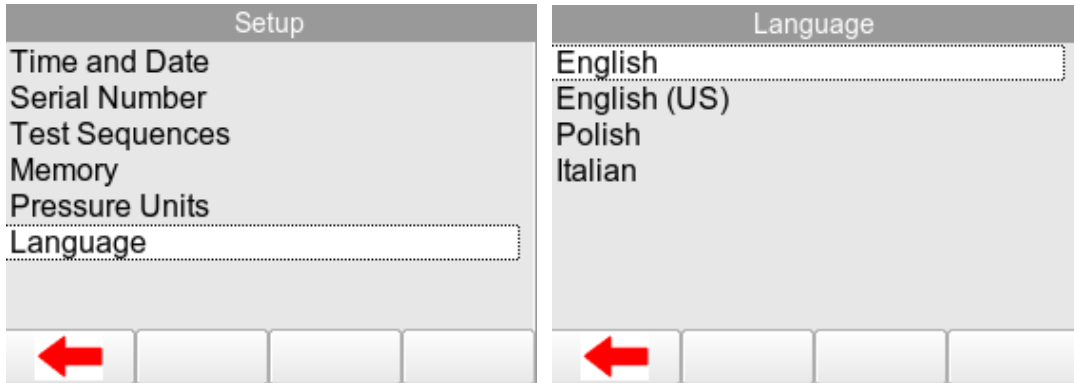 Setup
Time and Date
Serial Number
Test Sequences
Memory
Pressure Units
Language
Language
English
English (US)
Polish
Italian